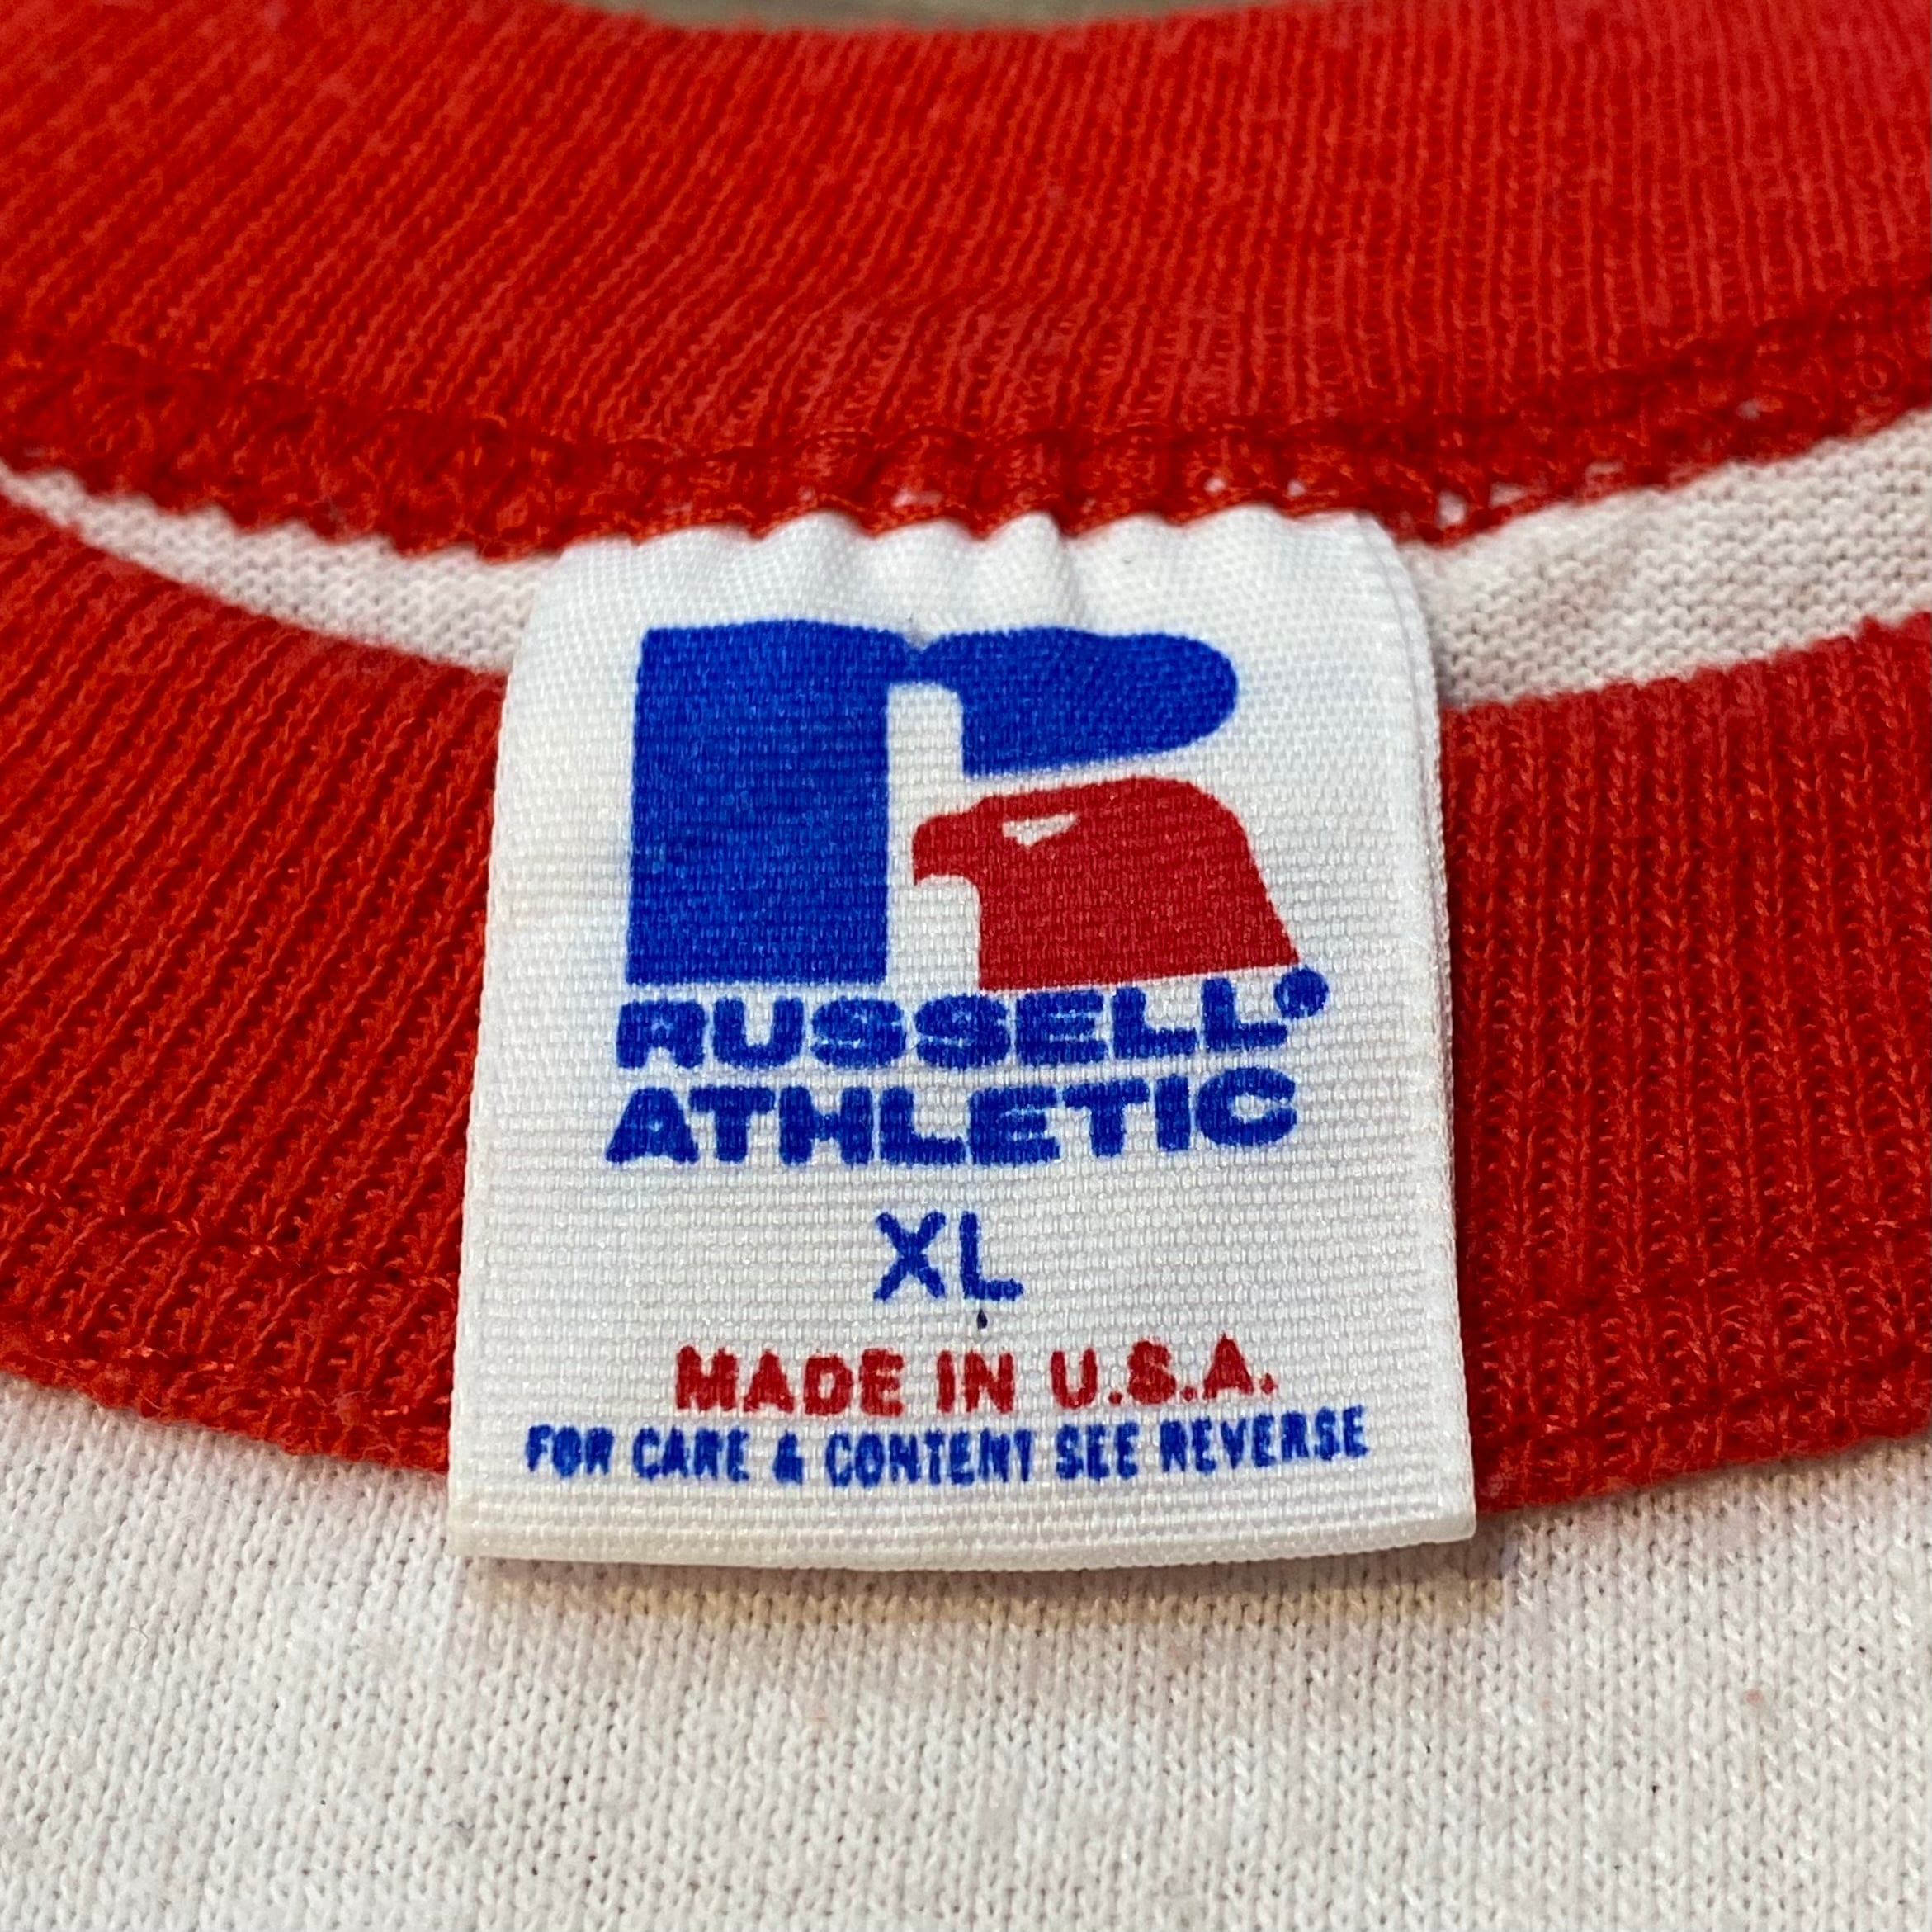 RUSSELL®
ATHLETIC
XL
MADE IN U.S.A.
FOR CARE & CONTENT SEE REVERSE